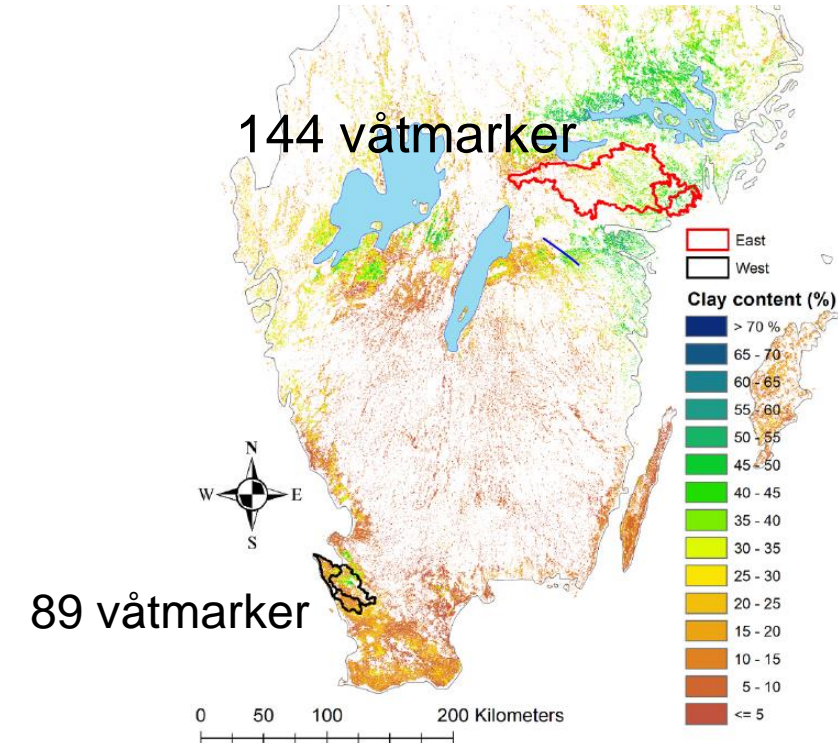 144 våtmarker
East
West
Clay content (%)
> 70 %
65 - 70
60 - 65
55 - 60
50 - 55
45 - 50
40 - 45
35 - 40
30 - 35
25 - 30
20 - 25
15 - 20
10 - 15
5 - 10
<= 5
N
W E
S
89 våtmarker
0 50 100 200 Kilometers